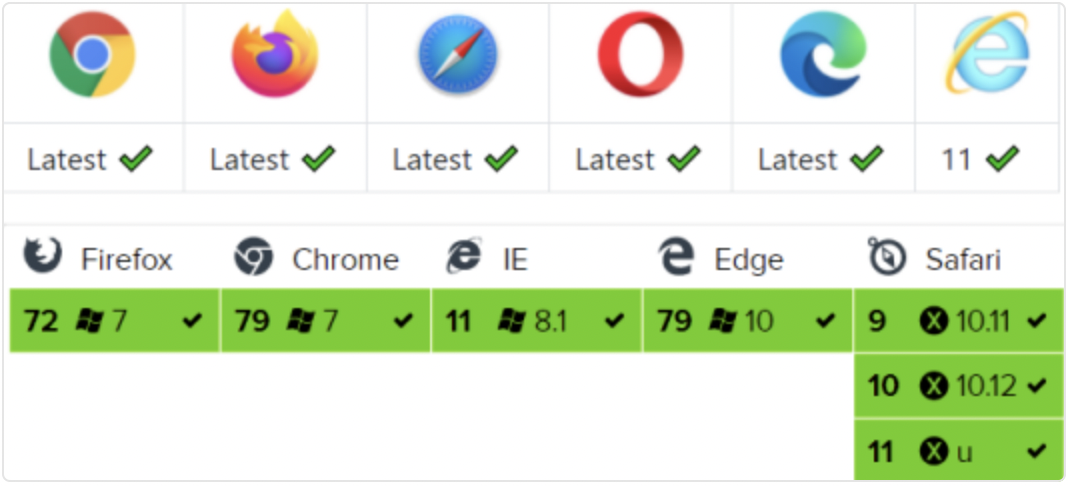 Latest Latest Latest Latest Latest 11
Firefox Chrome IE Edge Safari
72 7 79 7 11 8.1 79 10 9 X 10.11
10 X 10.12
11 X u